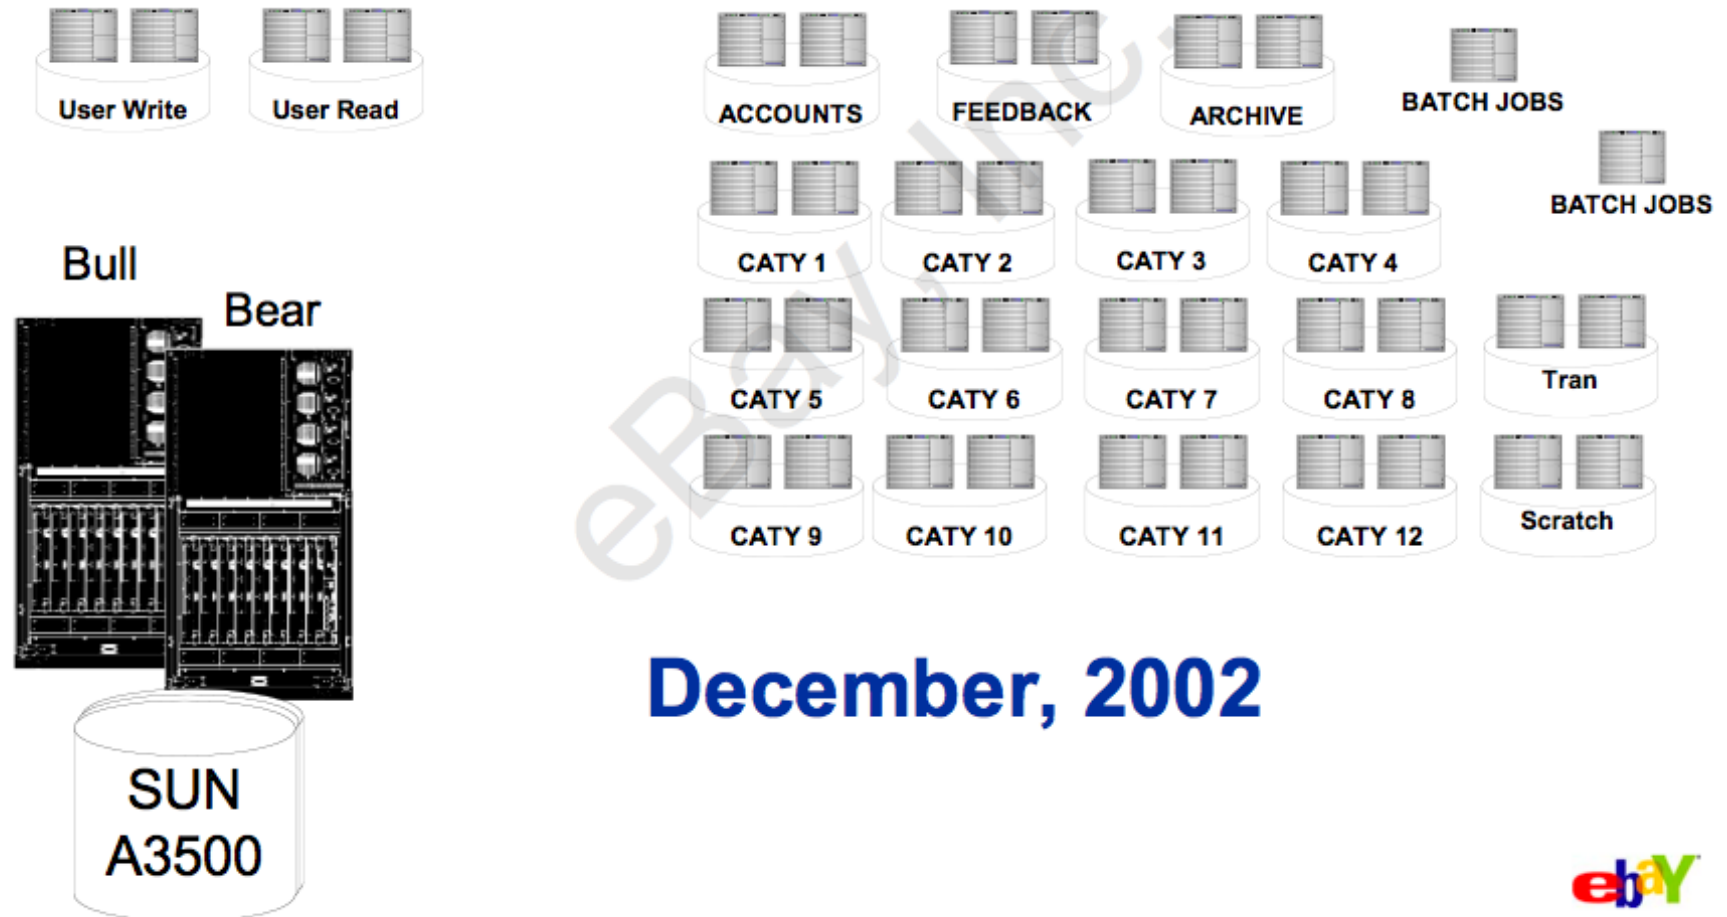 User Write
User Read
ACCOUNTS
FEEDBACK
ARCHIVE
BATCH JOBS
BATCH JOBS
CATY 1
CATY 2
CATY 3
CATY 4
Bull
Bear
CATY 5
CATY 6
CATY 7
CATY 8
Tran
CATY 9
CATY 10
CATY 11
CATY 12
Scratch
eBay, Inc.
December, 2002
SUN
A3500
ebaY